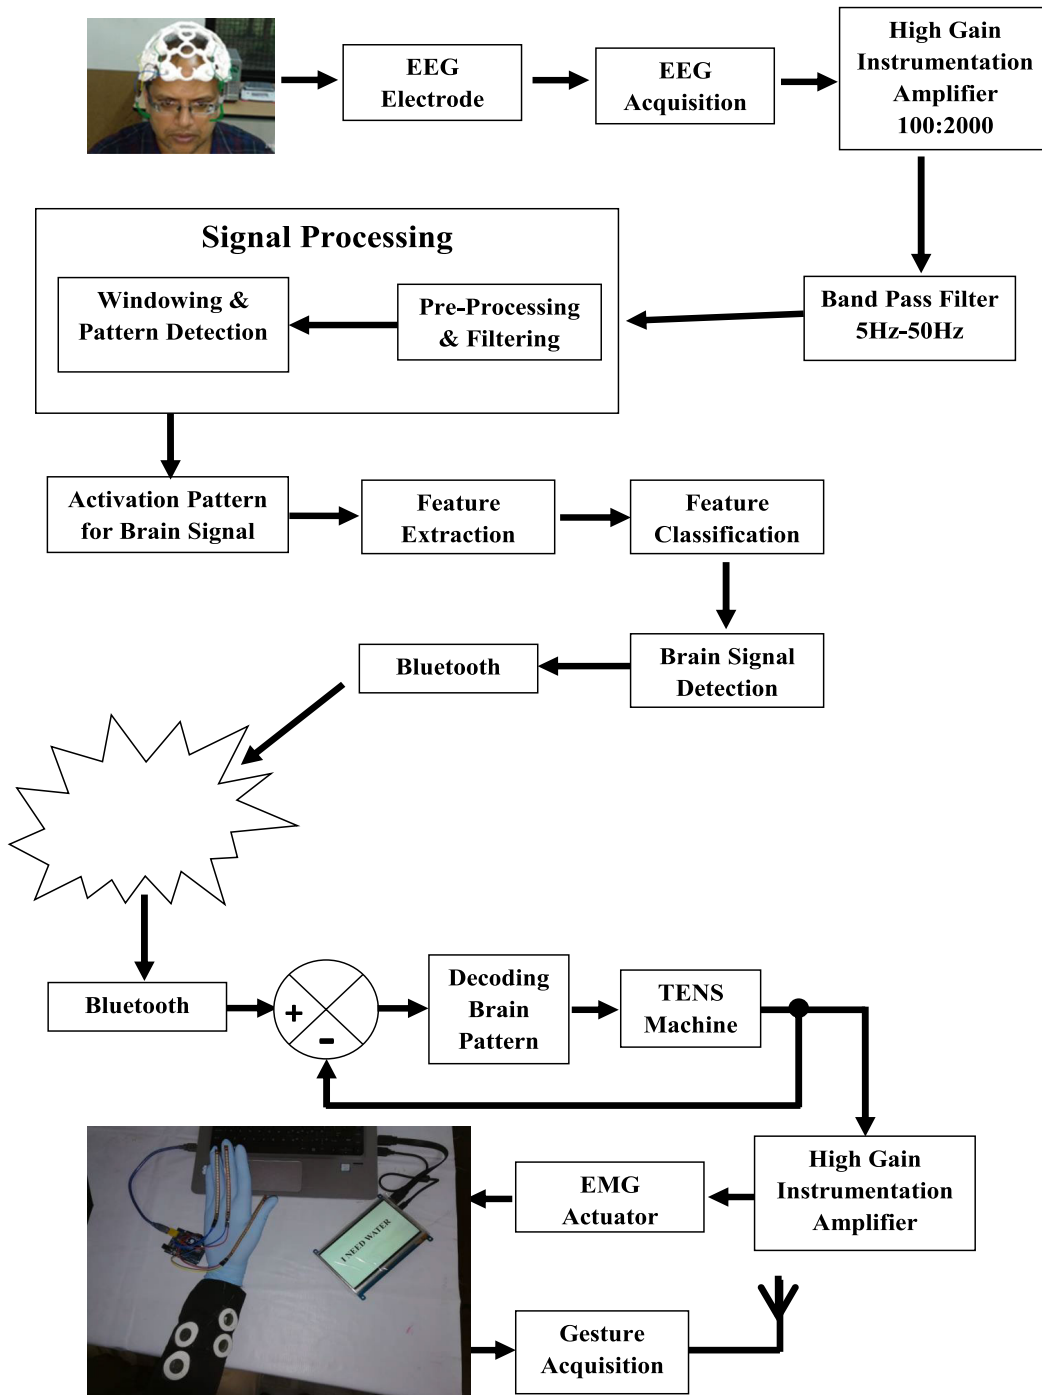 EEG
Electrode
EEG
Acquisition
High Gain
Instrumentation
Amplifier
100:2000
Signal Processing
Windowing &
Pattern Detection
Pre-Processing
& Filtering
Band Pass Filter
5Hz-50Hz
Activation Pattern
for Brain Signal
Feature
Extraction
Feature
Classification
Bluetooth
Brain Signal
Detection
Bluetooth
+
-
Decoding
Brain
Pattern
TENS
Machine
High Gain
Instrumentation
Amplifier
EMG
Actuator
I NEED WATER
Gesture
Acquisition